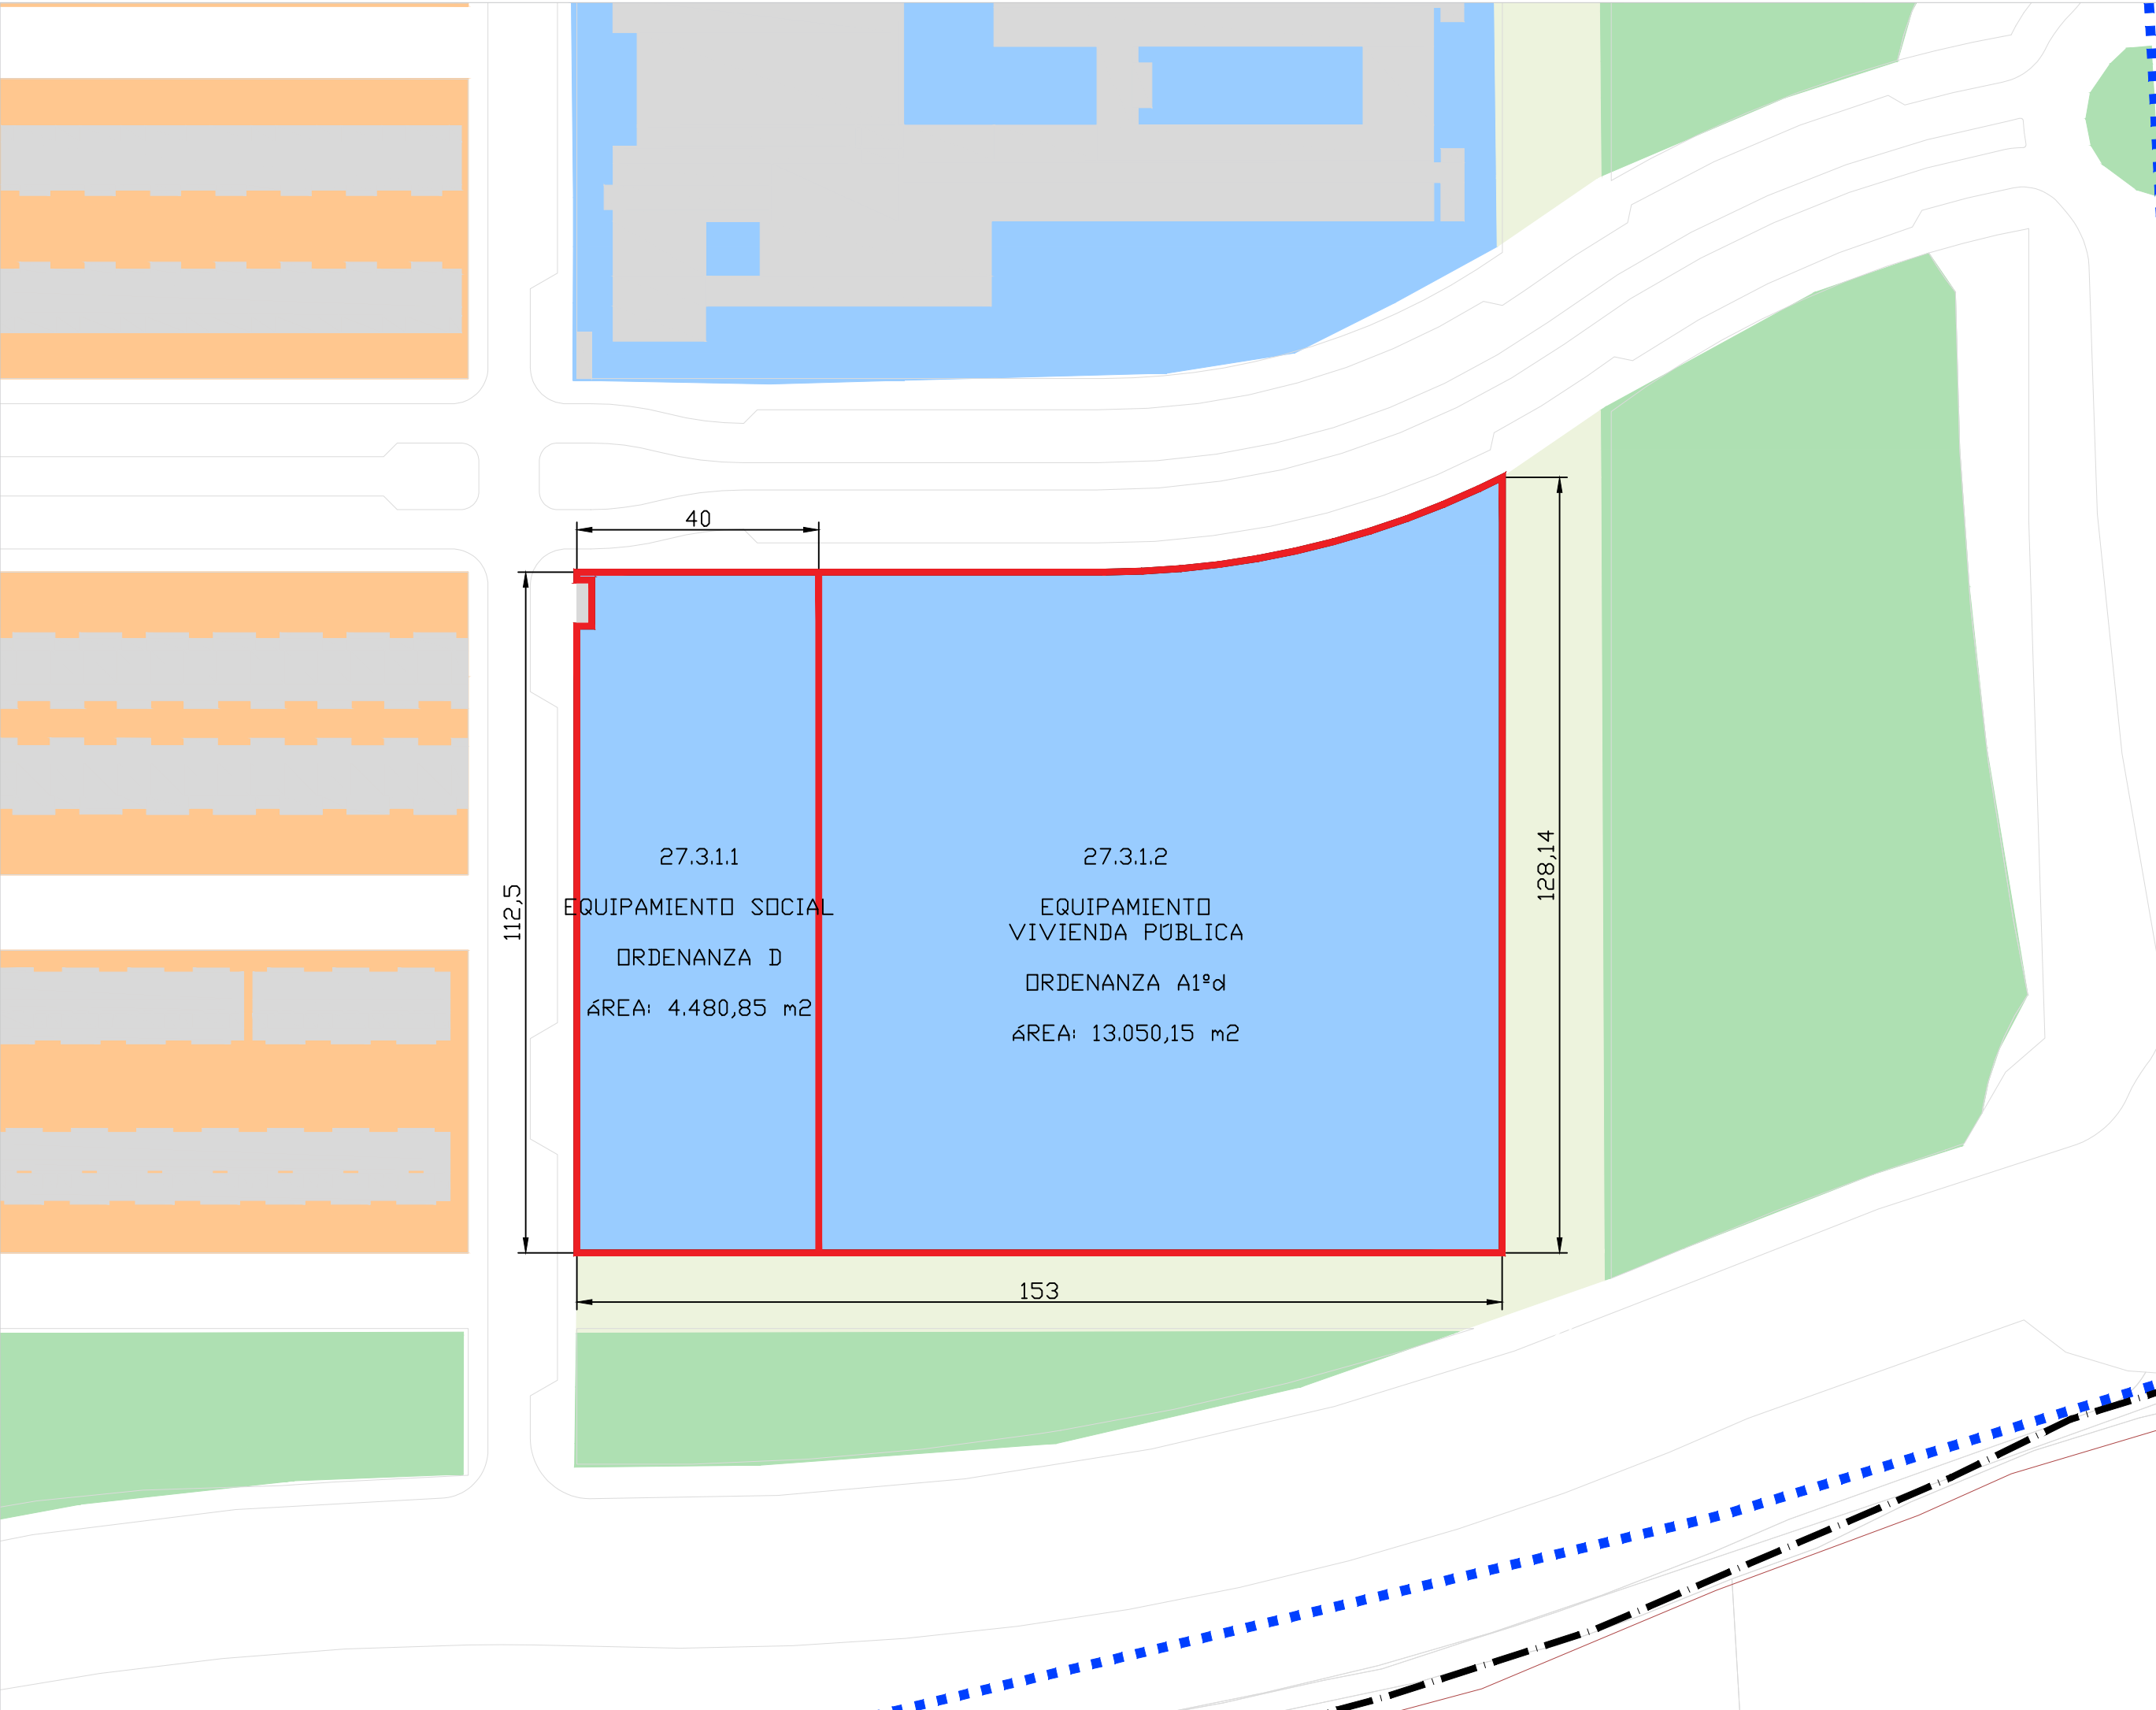 40
112,5
128,14
27.3.1.1
EQUIPAMIENTO SOCIAL
ORDENANZA D
ÁREA: 4.480,85 m2
27.3.1.2
EQUIPAMIENTO
VIVIENDA PÚBLICA
ORDENANZA A1ºd
ÁREA: 13.050,15 m2
153